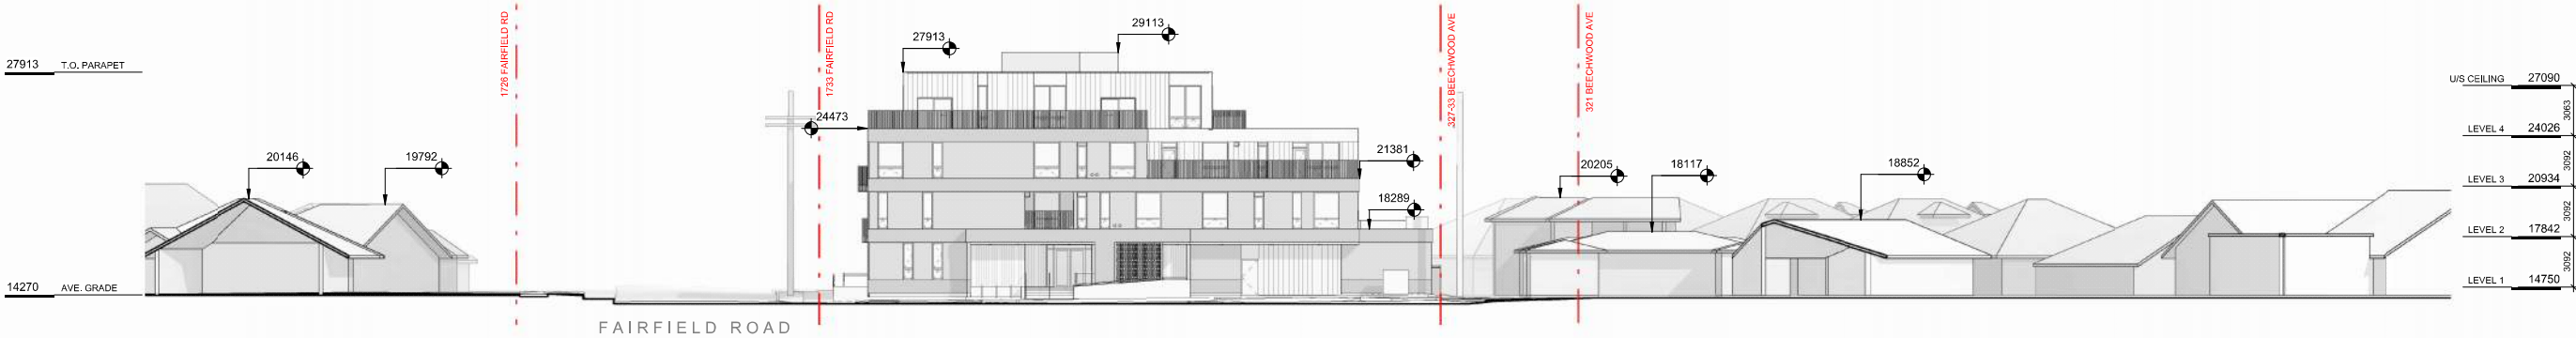 27913 T.O. PARAPET
14270 AVE. GRADE
20146
19792
1726 FAIRFIELD RD
FAIRFIELD ROAD
1733 FAIRFIELD RD
24473
27913
29113
21381
18289
327-33 BEECHWOOD AVE
321 BEECHWOOD AVE
20205
18117
18852
U/S CEILING 27090
3063
LEVEL 4 24026
3092
LEVEL 3 20934
3092
LEVEL 2 17842
3092
LEVEL 1 14750